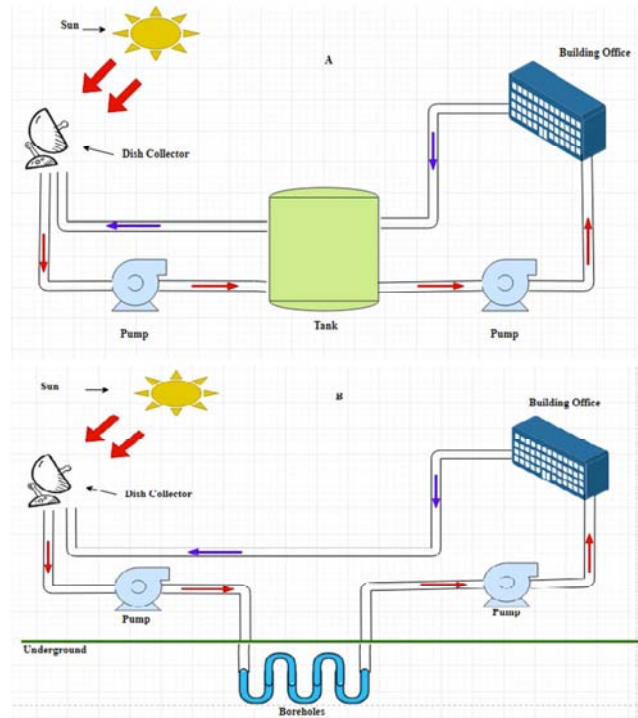 Sun
A
Building Office
Dish Collector
Pump
Tank
Pump
Sun
B
Building Office
Dish Collector
Pump
Pump
Underground
Boreholes